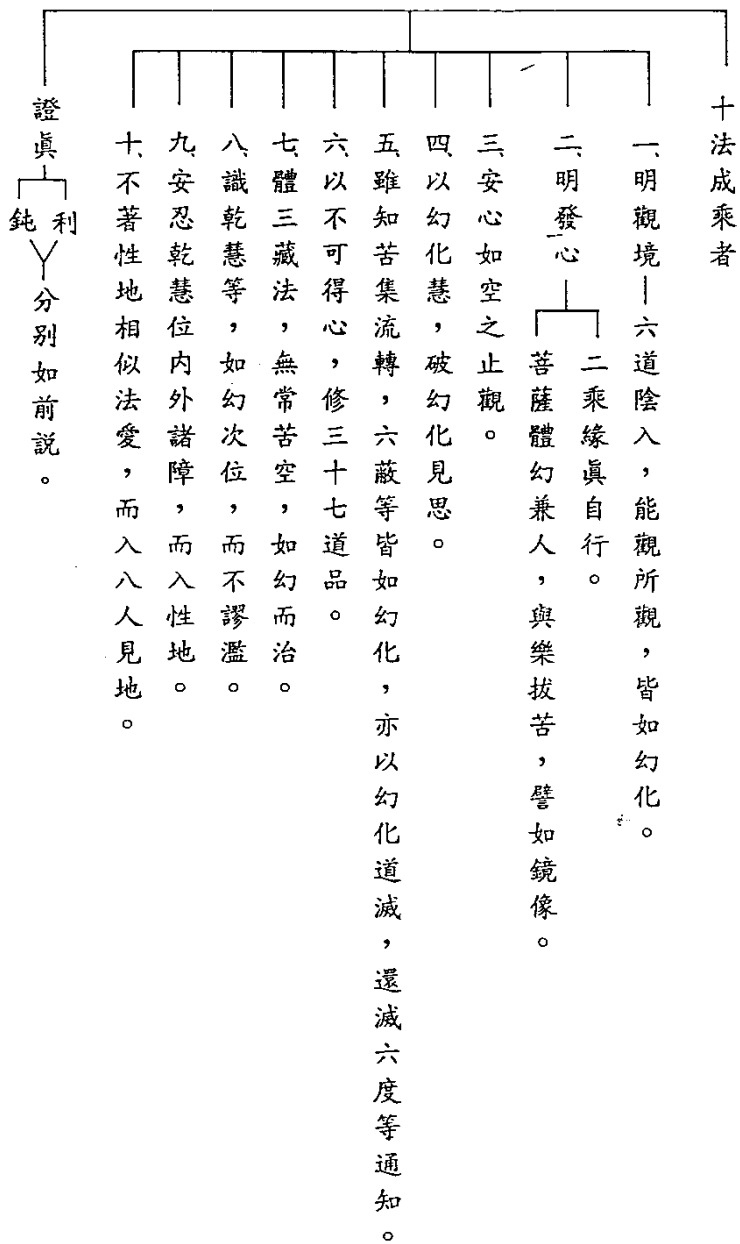 十法成乘者
一、明觀境
六道陰入，能觀所觀，皆如幻化。
二、明發心
二乘緣眞自行。
菩薩體幻兼人，與樂拔苦，譬如鏡像。
三、安心如空之止觀。
四、以幻化慧，破幻化見思。
五、雖知苦集流轉，六蔽等皆如幻化，亦以幻化道滅，還滅六度等通知。
六、以不可得心，修三十七道品。
七、體三藏法，無常苦空，如幻而治。
八、識乾慧等，如幻次位，而不謬濫。
九、安忍乾慧位内外諸障，而入性地。
十、不著性地相似法愛，而入八人見地。
證眞
利
鈍
分別如前説。